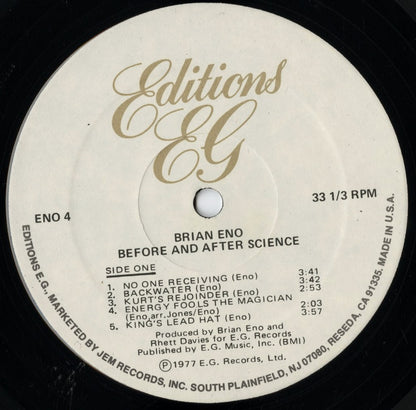 Editions
EG
ENO 4
33 1/3 RPM
BRIAN ENO
BEFORE AND AFTER SCIENCE
SIDE ONE
1. NO ONE RECEIVING (Eno) 3:41
2. BACKWATER (Eno) 3:42
3. KURT'S REJOINDER (Eno) 2:53
4. ENERGY FOOLS THE MAGICIAN
(Eno,arr.Jones/Eno) 2:03
5. KING'S LEAD HAT (Eno) 3:57
Produced by Brian Eno and
Rhett Davies for E.G. Records
Published by E.G. Music, Inc. (BMI)
℗1977 E.G. Records, Ltd.
EDITIONS E.G., MARKETED BY JEM RECORDS, INC. SOUTH PLAINFIELD, NJ 07080, RESEDA, CA 91335. MADE IN U.S.A.